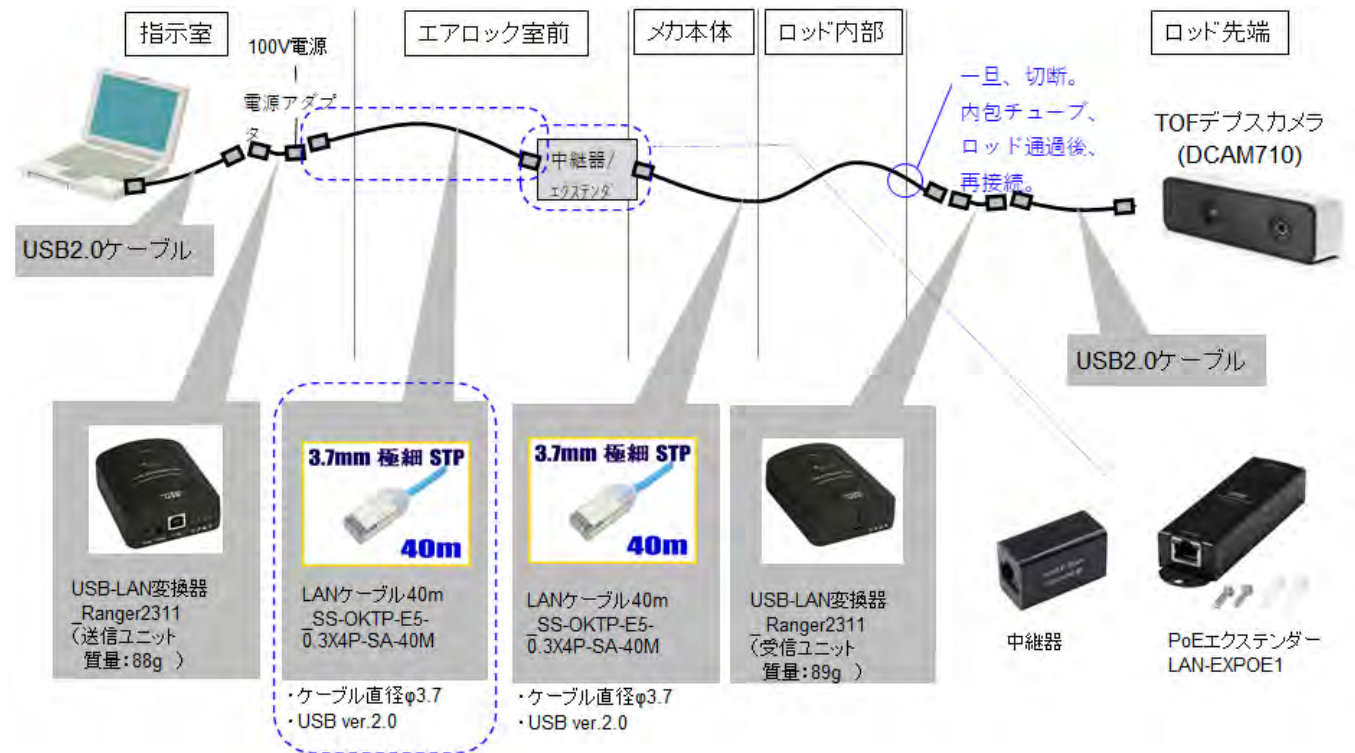 指示室
エアロック室前
メカ本体
ロッド内部
ロッド先端
100V電源
電源アダプ
タ
中継器/
エクステンダ
一旦、切断。
内包チューブ、
ロッド通過後、
再接続。
TOFデプスカメラ
(DCAM710)
USB2.0ケーブル
USB2.0ケーブル
USB-LAN変換器
_Ranger2311
（送信ユニット
質量：88g ）
3.7mm 極細 STP
40m
LANケーブル40m
_SS-OKTP-E5-
0.3X4P-SA-40M
・ケーブル直径φ3.7
・USB ver.2.0
3.7mm 極細 STP
40m
LANケーブル40m
_SS-OKTP-E5-
0.3X4P-SA-40M
・ケーブル直径φ3.7
・USB ver.2.0
USB-LAN変換器
_Ranger2311
（受信ユニット
質量：89g ）
中継器
PoEエクステンダー
LAN-EXPOE1